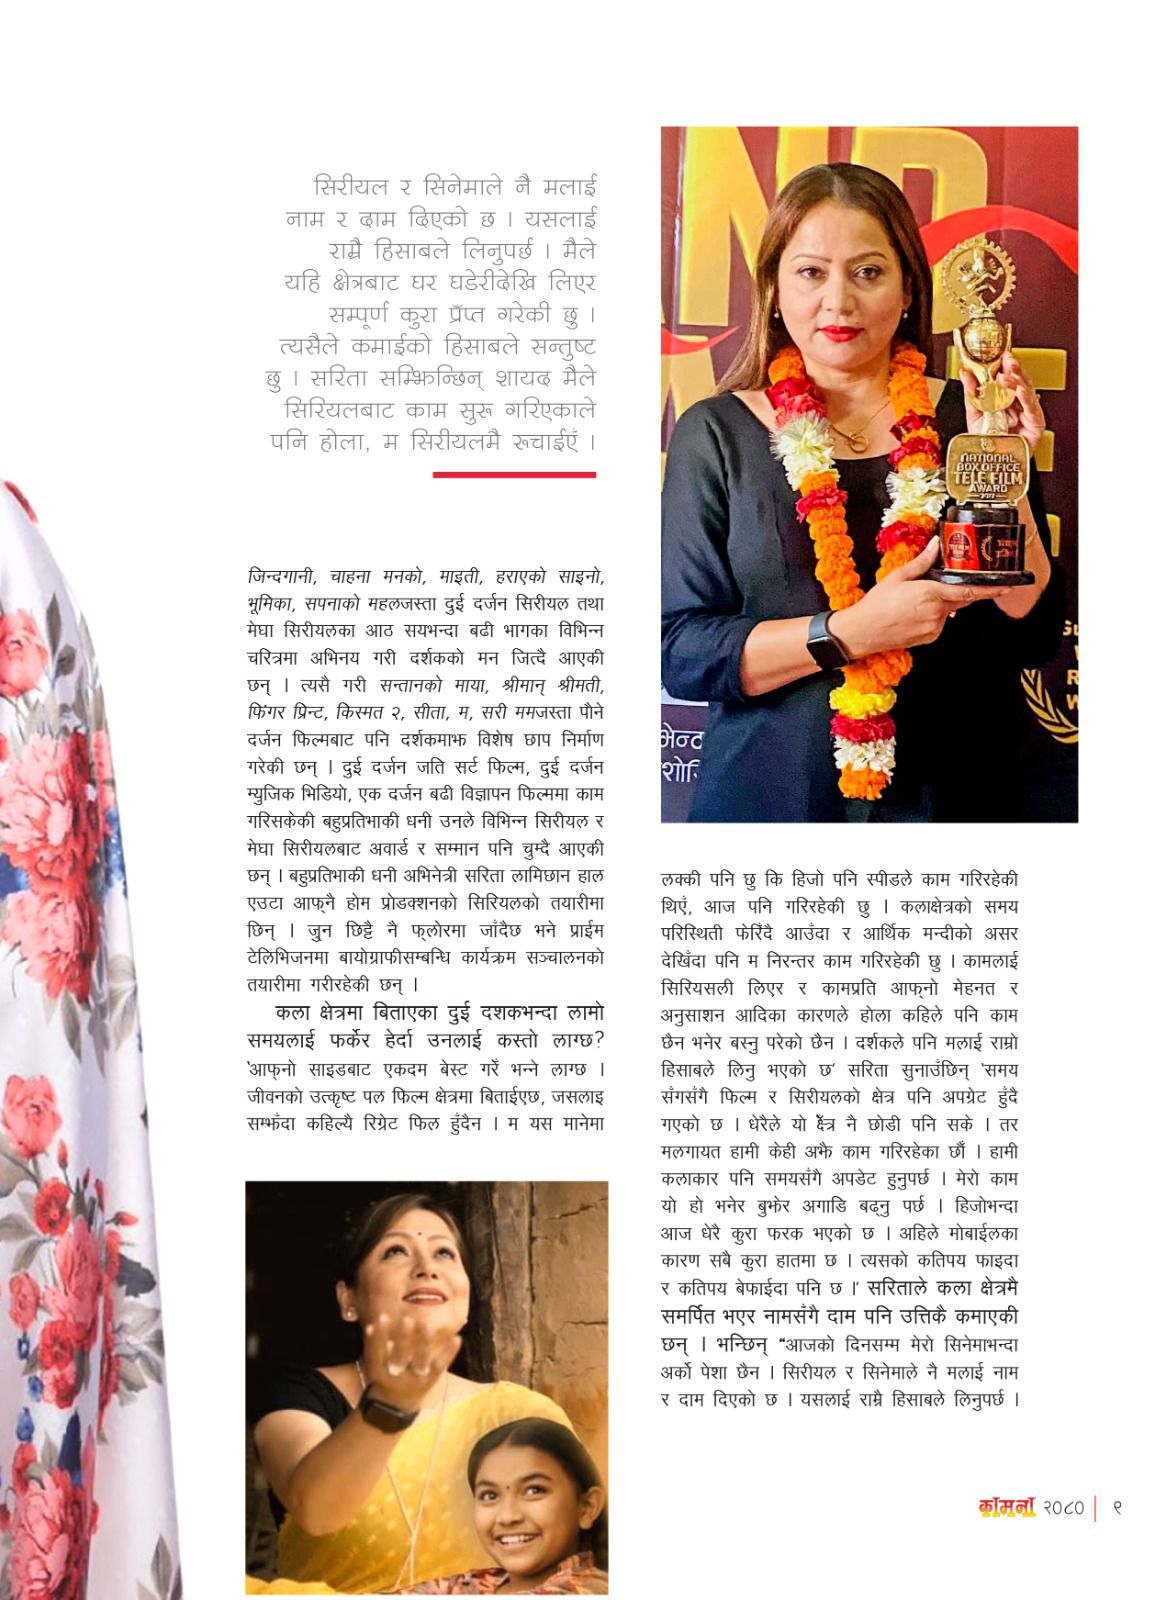 सिरीयल र सिनेमाले नै मलाई
नाम र दाम दिएको छ । यसलाई
राम्रै हिसाबले लिनुपर्छ । मैले
यहि क्षेत्रबाट घर घडेरीदेखि लिएर
सम्पूर्ण कुरा प्राँप्त गरेकी छु ।
त्यसैले कमाईको हिसाबले सन्तुष्ट
छु । सरिता सम्झिन्छिन् शायद मैले
सिरियलबाट काम सुरू गरिएकाले
पनि होला, म सिरीयलमै रूचाईएँ ।
जिन्दगानी, चाहना मनको, माइती, हराएको साइनो,
भूमिका, सपनाको महलजस्ता दुई दर्जन सिरीयल तथा
मेघा सिरीयलका आठ सयभन्दा बढी भागका विभिन्न
चरित्रमा अभिनय गरी दर्शकको मन जित्दै आएकी
छन् । त्यसै गरी सन्तानको माया, श्रीमान् श्रीमती,
फिंगर प्रिन्ट, किस्मत २, सीता, म, सरी ममजस्ता पौने
दर्जन फिल्मबाट पनि दर्शकमाझ विशेष छाप निर्माण
गरेकी छन् । दुई दर्जन जति सर्ट फिल्म, दुई दर्जन
म्युजिक भिडियो, एक दर्जन बढी विज्ञापन फिल्ममा काम
गरिसकेकी बहुप्रतिभाकी धनी उनले विभिन्न सिरीयल र
मेघा सिरीयलबाट अवार्ड र सम्मान पनि चुम्दै आएकी
छन् । बहुप्रतिभाकी धनी अभिनेत्री सरिता लामिछान हाल
एउटा आफ्नै होम प्रोडक्शनको सिरियलको तयारीमा
छिन् । जुन छिट्टै नै फ्लोरमा जाँदैछ भने प्राईम
टेलिभिजनमा बायोग्राफीसम्बन्धि कार्यक्रम सञ्चालनको
तयारीमा गरीरहेकी छन् ।
कला क्षेत्रमा बिताएका दुई दशकभन्दा लामो
समयलाई फर्केर हेर्दा उनलाई कस्तो लाग्छ?
'आफ्नो साइडबाट एकदम बेस्ट गरेँ भन्ने लाग्छ ।
जीवनको उत्कृष्ट पल फिल्म क्षेत्रमा बिताईएछ, जसलाइ
सम्झँदा कहिल्यै रिग्रेट फिल हुँदैन । म यस मानेमा
NATIONAL
BOX OFFICE
TELE FILM
AWARD
2022
लक्की पनि छु कि हिजो पनि स्पीडले काम गरिरहेकी
थिएँ, आज पनि गरिरहेकी छु । कलाक्षेत्रको समय
परिस्थिती फेरिँदै आउँदा र आर्थिक मन्दीको असर
देखिँदा पनि म निरन्तर काम गरिरहेकी छु । कामलाई
सिरियसली लिएर र कामप्रति आफ्नो मेहनत र
अनुसाशन आदिका कारणले होला कहिले पनि काम
छैन भनेर बस्नु परेको छैन । दर्शकले पनि मलाई राम्रो
हिसाबले लिनु भएको छ' सरिता सुनाउँछिन् 'समय
सँगसँगै फिल्म र सिरीयलको क्षेत्र पनि अपग्रेट हुँदै
गएको छ । धेरैले यो नै छोडी पनि सके । तर
मलगायत हामी केही अझै काम गरिरहेका छौं । हामी
कलाकार पनि समयसँगै अपडेट हुनुपर्छ । मेरो काम
यो हो भनेर बुझेर अगाडि बढ्नु पर्छ । हिजोभन्दा
आज धेरै कुरा फरक भएको छ । अहिले मोबाईलका
कारण सबै कुरा हातमा छ । त्यसको कतिपय फाइदा
र कतिपय बेफाईदा पनि छ ।' सरिताले कला क्षेत्रमै
समर्पित भएर नामसँगै दाम पनि उत्तिकै कमाएकी
छन् । भन्छिन् "आजको दिनसम्म मेरो सिनेमाभन्दा
अर्को पेशा छैन । सिरीयल र सिनेमाले नै मलाई नाम
र दाम दिएको छ । यसलाई राम्रै हिसाबले लिनुपर्छ ।
कामना २०८० | ९